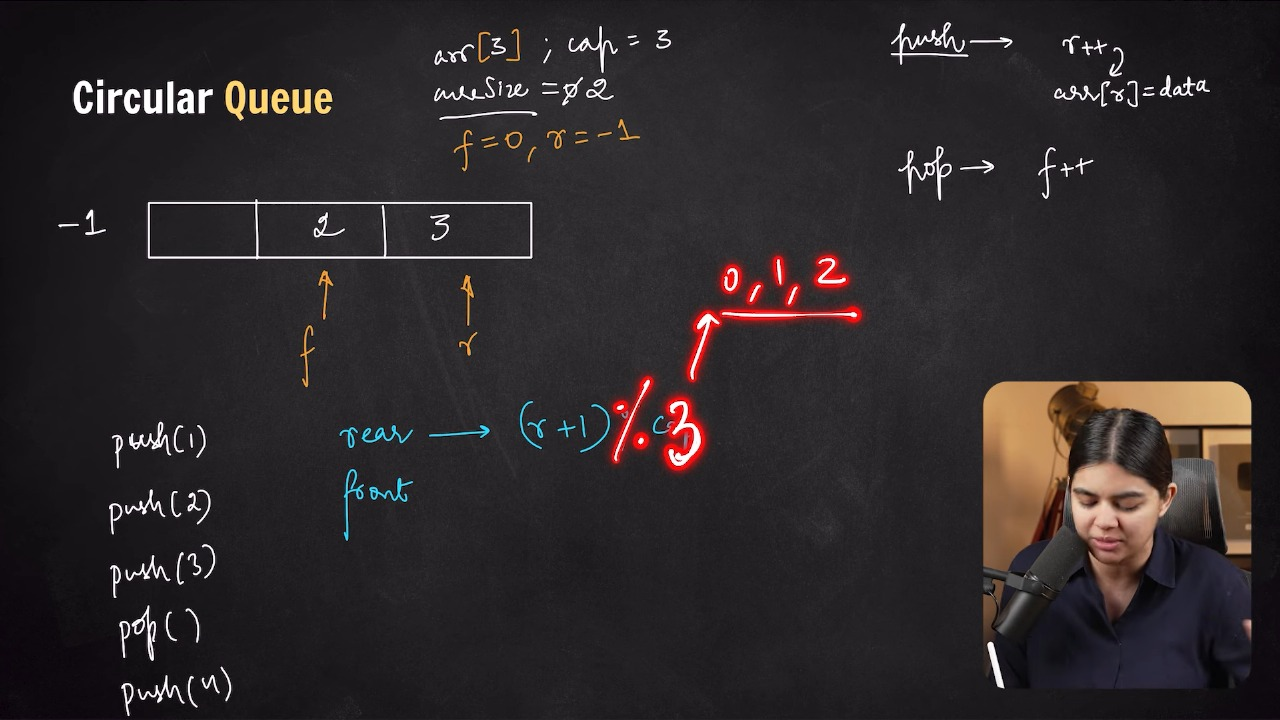 Circular Queue
arr[3] ; cap = 3
currSize = 0 2
f = 0, r = -1
push → r++
arr[r] = data
pop → f++
-1
2 3
f r
0, 1, 2
rear → (r+1) % 3
front
push(1)
push(2)
push(3)
pop( )
push(4)